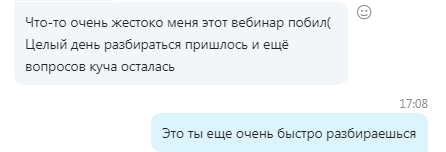 Что-то очень жестоко меня этот вебинар побил(
Целый день разбираться пришлось и ещё
вопросов куча осталась
17:08
Это ты еще очень быстро разбираешься